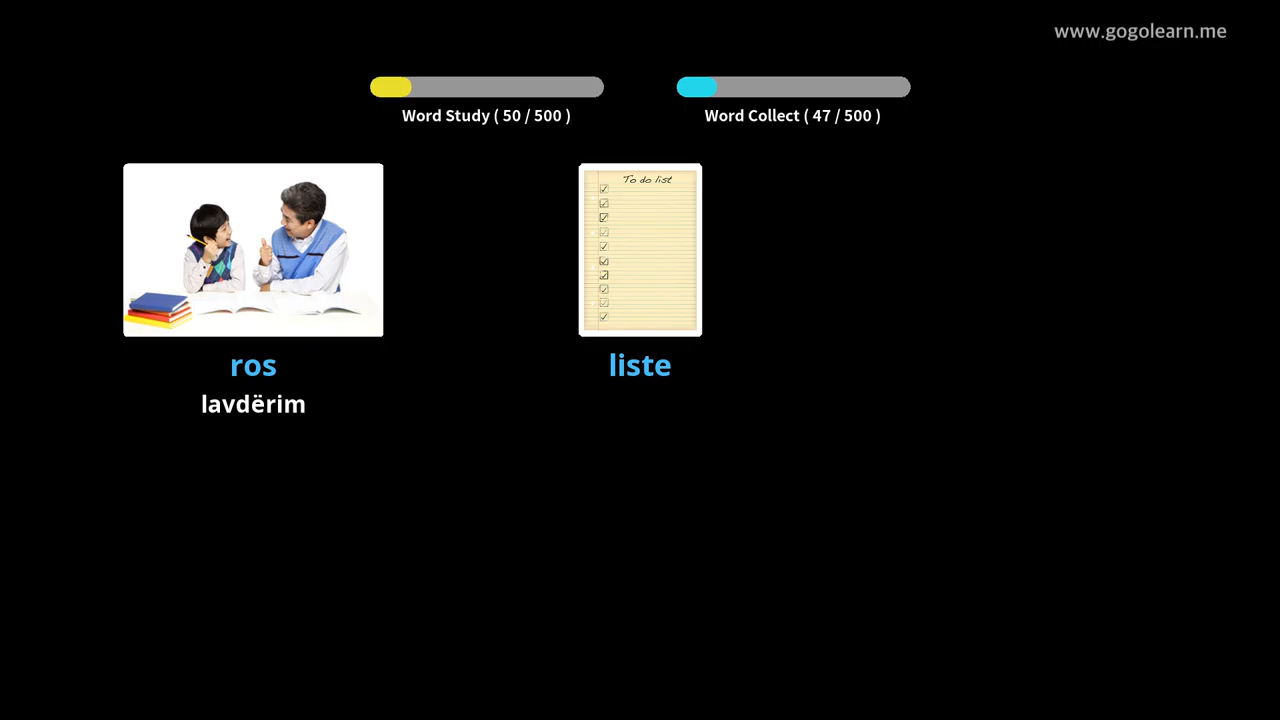 www.gogolearn.me
Word Study ( 50 / 500 )
Word Collect ( 47 / 500 )
To do list
ros
liste
lavdërim